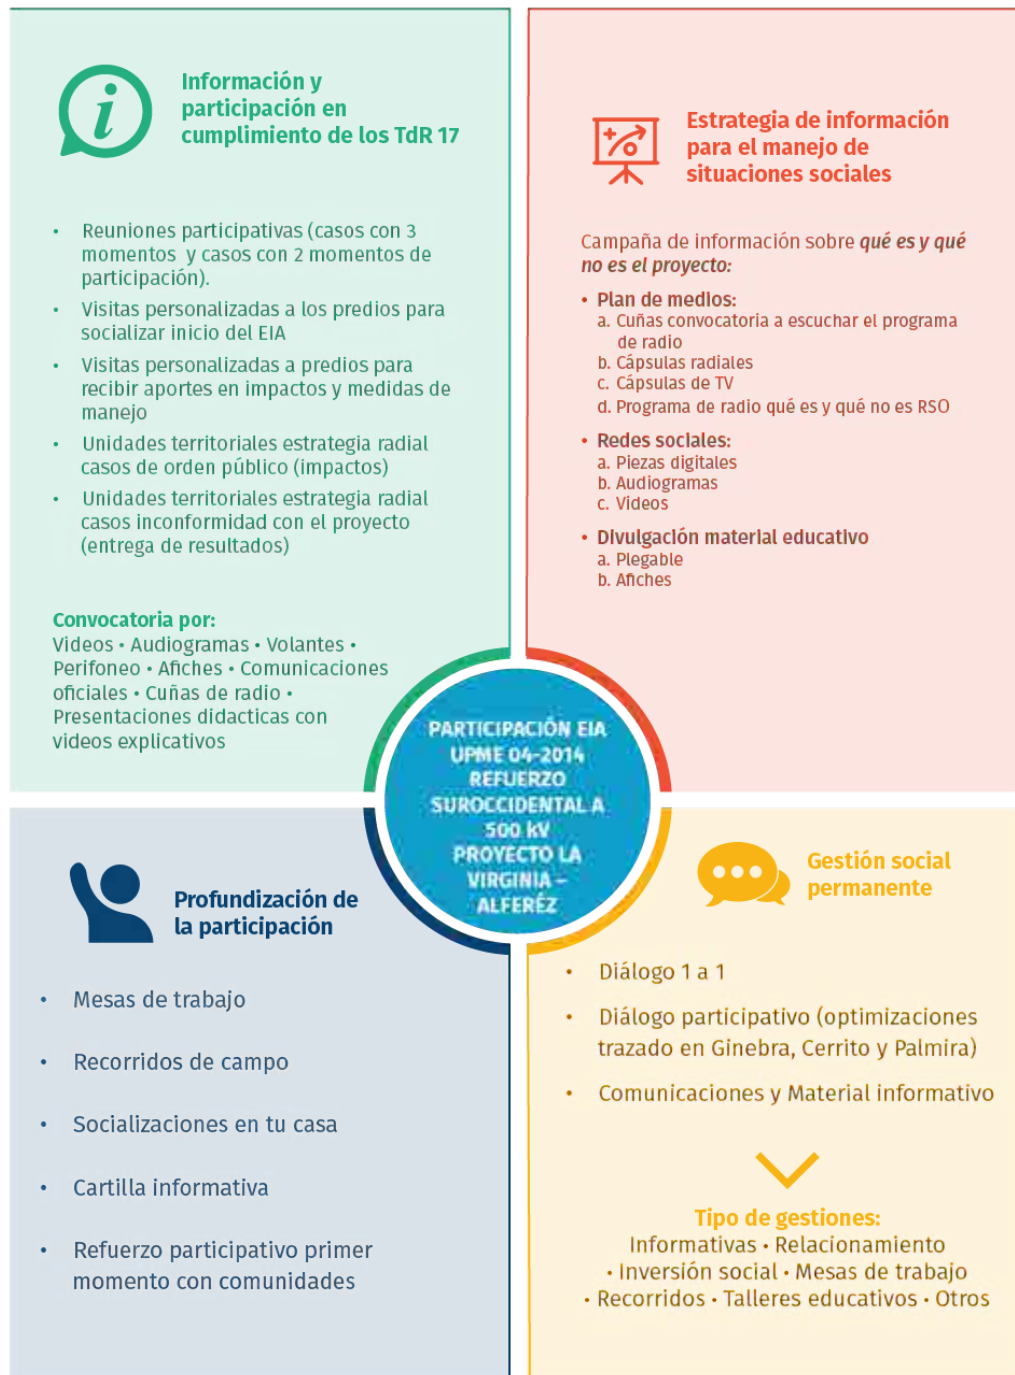 Información y
participación en
cumplimiento de los TdR 17
• Reuniones participativas (casos con 3
momentos y casos con 2 momentos de
participación).
• Visitas personalizadas a los predios para
socializar inicio del EIA
• Visitas personalizadas a predios para
recibir aportes en impactos y medidas de
manejo
• Unidades territoriales estrategia radial
casos de orden público (impactos)
• Unidades territoriales estrategia radial
casos inconformidad con el proyecto
(entrega de resultados)
Convocatoria por:
Videos • Audiogramas • Volantes •
Perifoneo • Afiches • Comunicaciones
oficiales • Cuñas de radio •
Presentaciones didacticas con
videos explicativos
Estrategia de información
para el manejo de
situaciones sociales
Campaña de información sobre qué es y qué
no es el proyecto:
• Plan de medios:
a. Cuñas convocatoria a escuchar el programa
de radio
b. Cápsulas radiales
c. Cápsulas de TV
d. Programa de radio qué es y qué no es RSO
• Redes sociales:
a. Piezas digitales
b. Audiogramas
c. Videos
• Divulgación material educativo
a. Plegable
b. Afiches
PARTICIPACIÓN EIA
UPME 04-2014
REFUERZO
SUROCCIDENTAL A
500 kV
PROYECTO LA
VIRGINIA –
ALFERÉZ
Profundización de
la participación
• Mesas de trabajo
• Recorridos de campo
• Socializaciones en tu casa
• Cartilla informativa
• Refuerzo participativo primer
momento con comunidades
Gestión social
permanente
• Diálogo 1 a 1
• Diálogo participativo (optimizaciones
trazado en Ginebra, Cerrito y Palmira)
• Comunicaciones y Material informativo
Tipo de gestiones:
Informativas • Relacionamiento
• Inversión social • Mesas de trabajo
• Recorridos • Talleres educativos • Otros